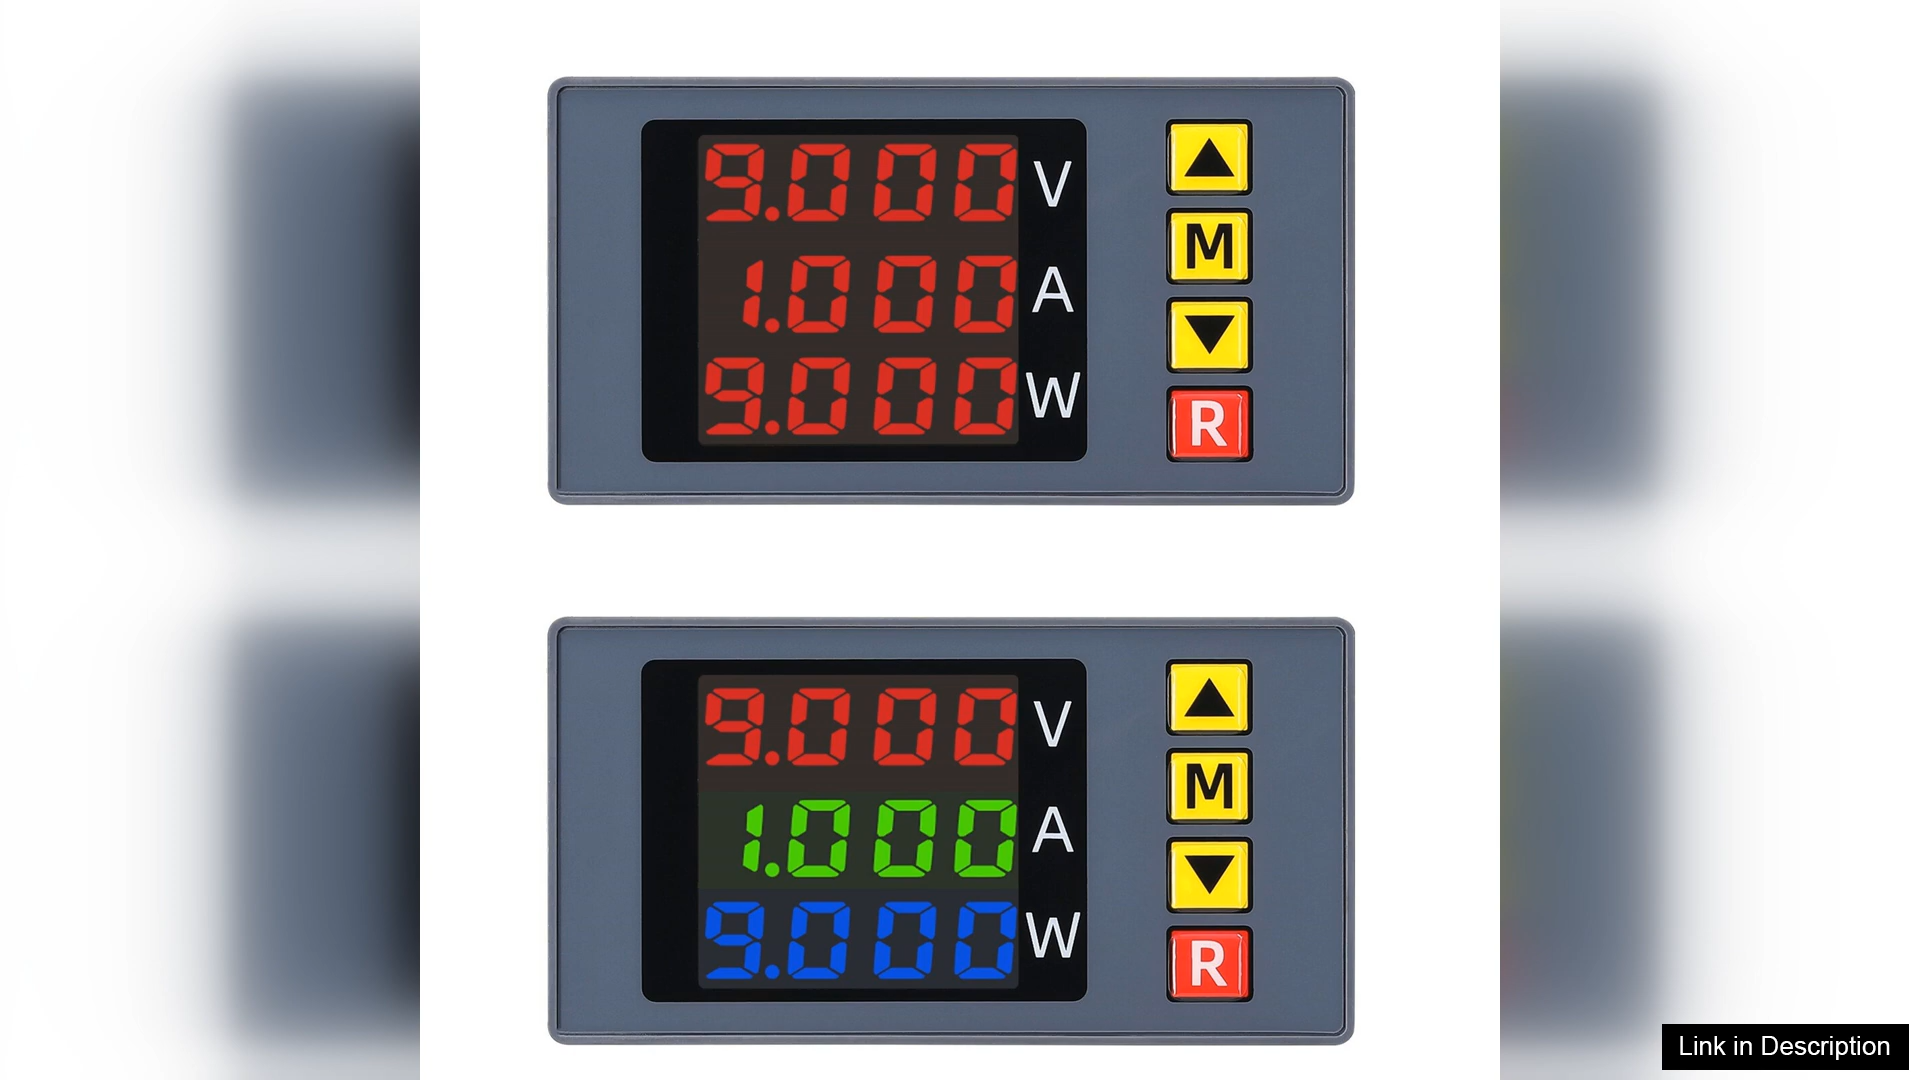 9.000 V
1.000 A
9.000 W
▲
M
▼
R
9.000 V
1.000 A
9.000 W
▲
M
▼
R
Link in Description